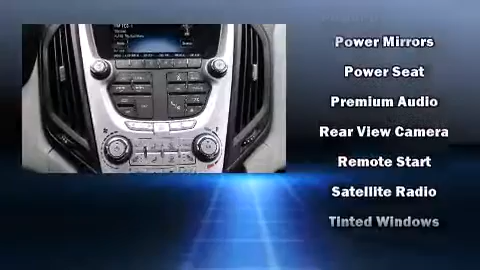 Power Mirrors
Power Seat
Premium Audio
Rear View Camera
Remote Start
Satellite Radio
Tinted Windows